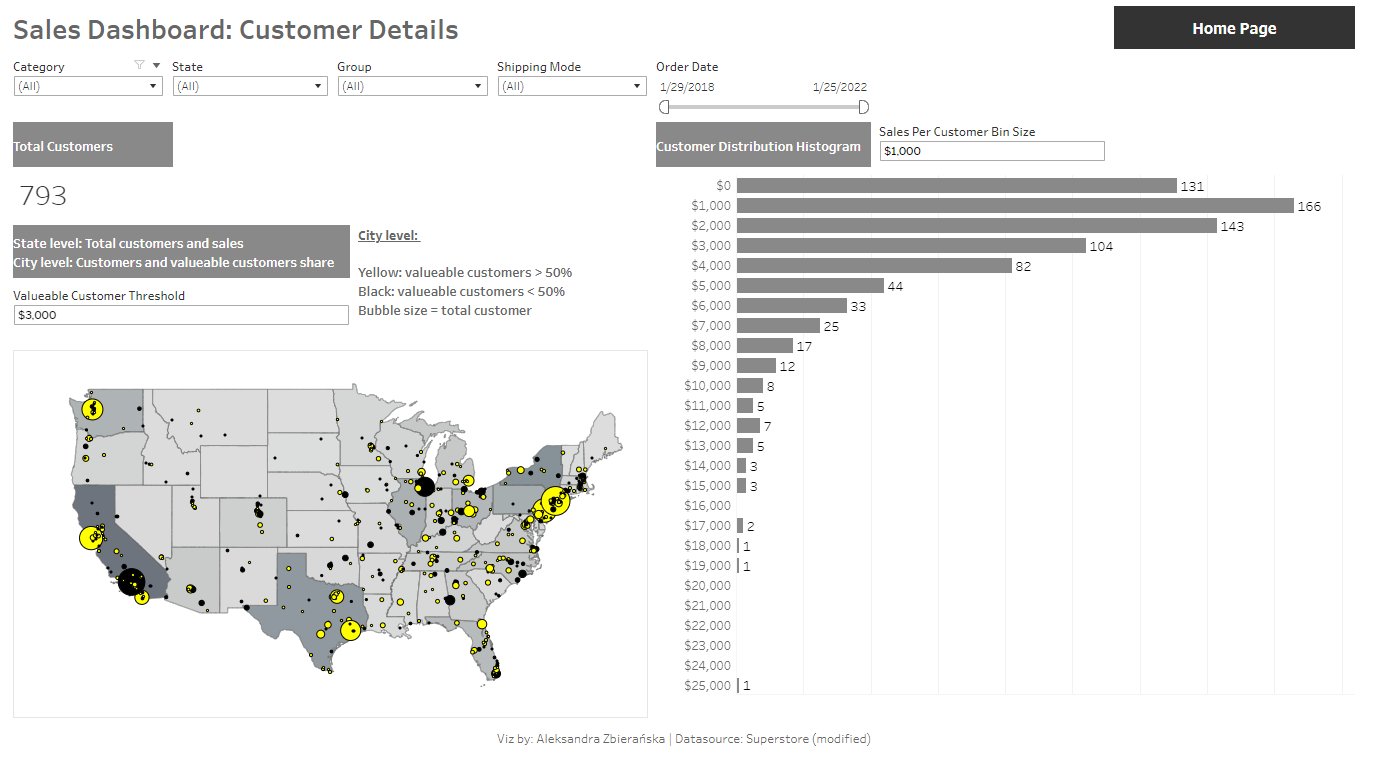 Sales Dashboard: Customer Details
Home Page
Category
State
Group
Shipping Mode
Order Date
(All)
(All)
(All)
(All)
1/29/2018
1/25/2022
Total Customers
Customer Distribution Histogram
Sales Per Customer Bin Size
$1,000
793
State level: Total customers and sales
City level: Customers and valueable customers share
City level:
Yellow: valueable customers > 50%
Black: valueable customers < 50%
Bubble size = total customer
Valueable Customer Threshold
$3,000
$0 131
$1,000 166
$2,000 143
$3,000 104
$4,000 82
$5,000 44
$6,000 33
$7,000 25
$8,000 17
$9,000 12
$10,000 8
$11,000 5
$12,000 7
$13,000 5
$14,000 3
$15,000 3
$16,000
$17,000 2
$18,000 1
$19,000 1
$20,000
$21,000
$22,000
$23,000
$24,000
$25,000 1
Viz by: Aleksandra Zbierańska | Datasource: Superstore (modified)